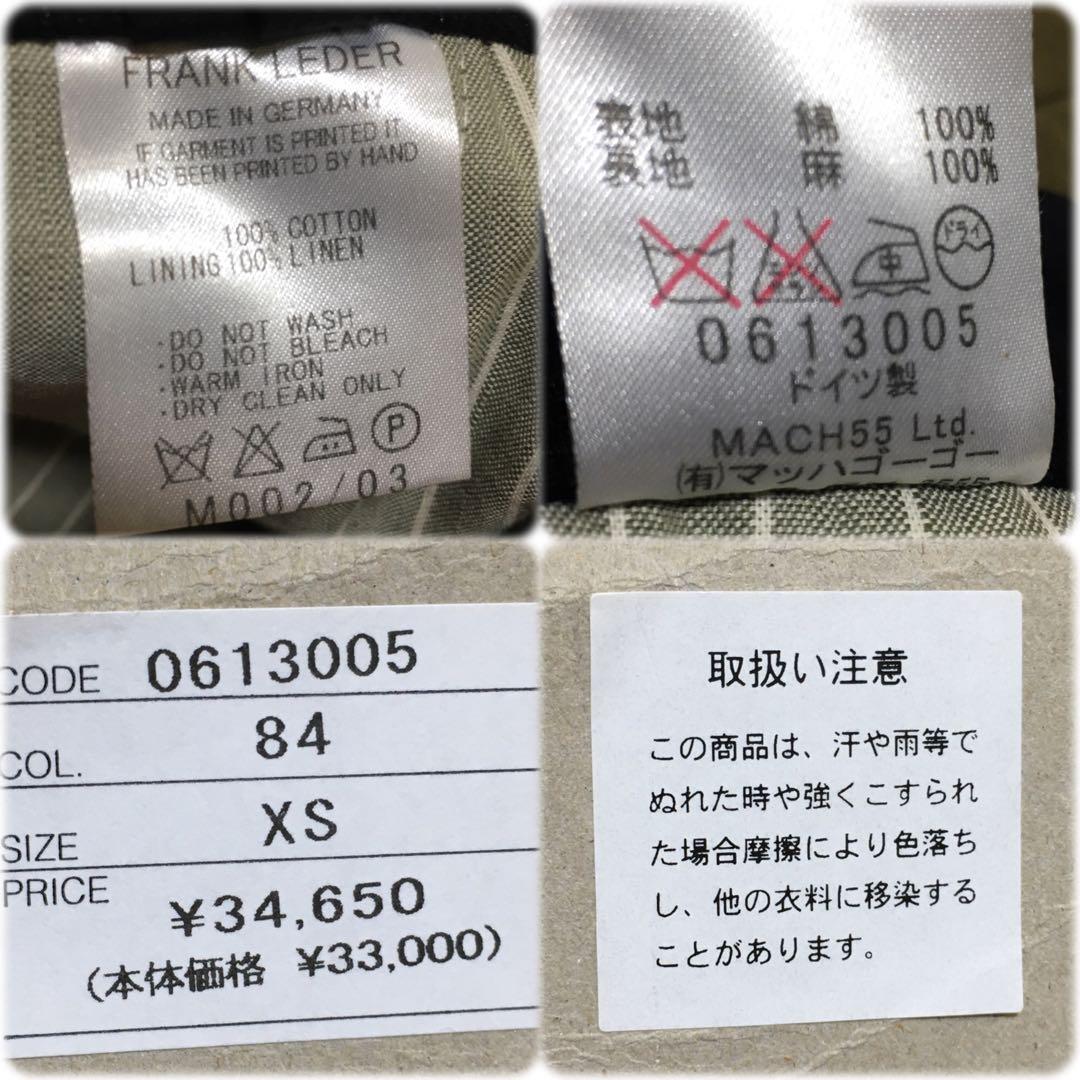 FRANK LEDER
MADE IN GERMANY
IF GARMENT IS PRINTED IT
HAS BEEN PRINTED BY HAND
100% COTTON
LINING 100% LINEN
・DO NOT WASH
・DO NOT BLEACH
・WARM IRON
・DRY CLEAN ONLY
P
M002/03
表地 綿 100%
裏地 麻 100%
中 ドライ
0613005
ドイツ製
MACH55 Ltd.
(有)マッハゴーゴー
CODE 0613005
COL. 84
SIZE XS
PRICE ¥34,650
(本体価格 ¥33,000)
取扱い注意
この商品は、汗や雨等で
ぬれた時や強くこすられ
た場合摩擦により色落ち
し、他の衣料に移染する
ことがあります。